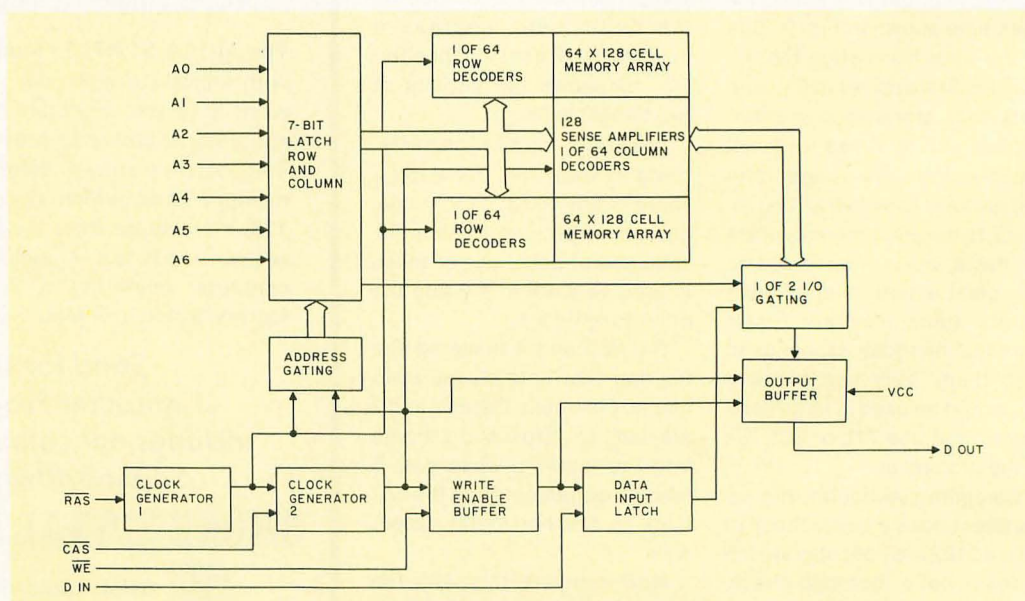 A0
A1
A2
A3
A4
A5
A6
7-BIT
LATCH
ROW
AND
COLUMN
1 OF 64
ROW
DECODERS
64 X 128 CELL
MEMORY ARRAY
128
SENSE AMPLIFIERS
1 OF 64 COLUMN
DECODERS
1 OF 64
ROW
DECODERS
64 X 128 CELL
MEMORY ARRAY
1 OF 2 I/O
GATING
ADDRESS
GATING
OUTPUT
BUFFER
VCC
D OUT
RAS
CLOCK
GENERATOR
1
CLOCK
GENERATOR
2
WRITE
ENABLE
BUFFER
DATA
INPUT
LATCH
CAS
WE
D IN